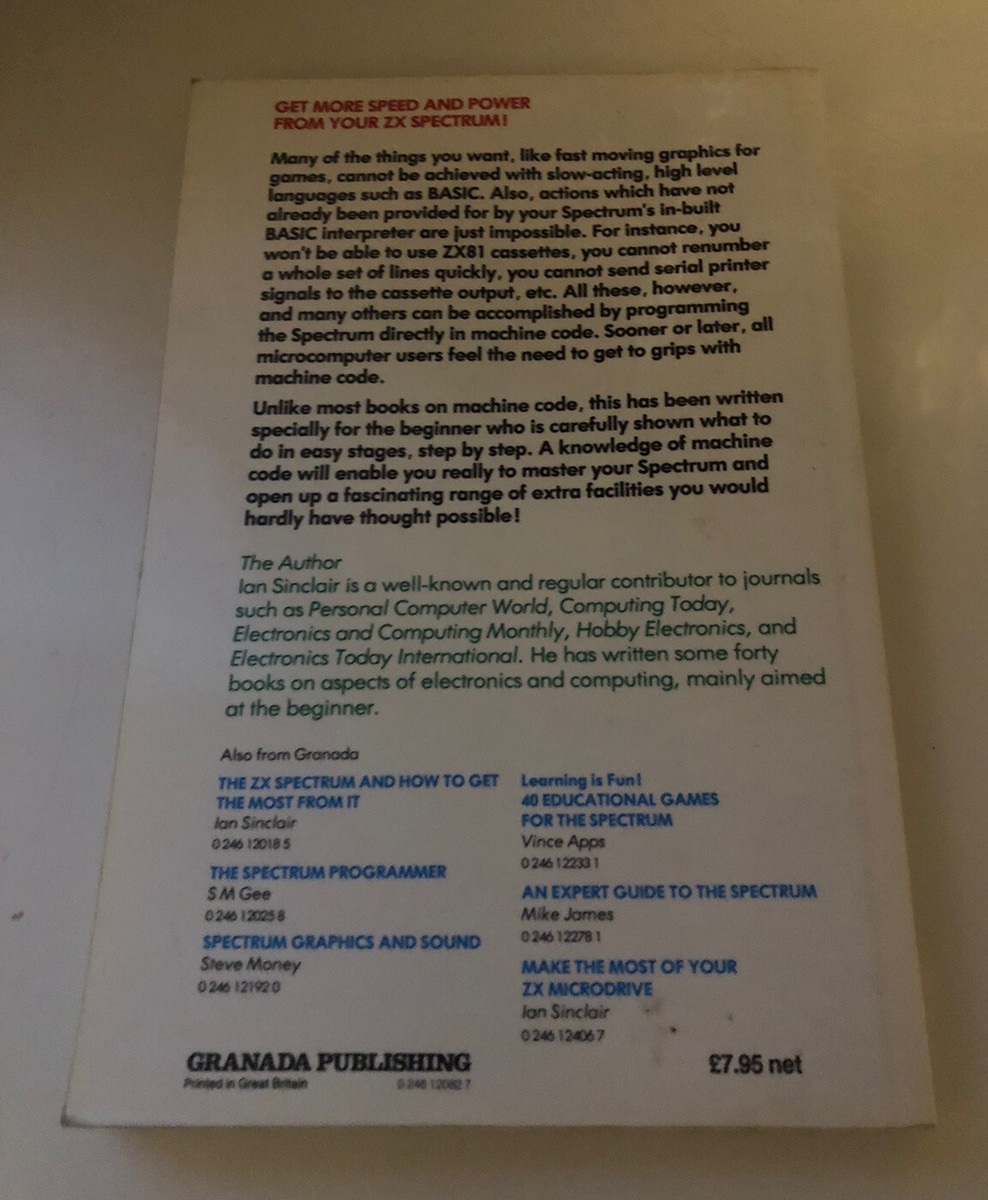 GET MORE SPEED AND POWER
FROM YOUR ZX SPECTRUM!
Many of the things you want, like fast moving graphics for
games, cannot be achieved with slow-acting, high level
languages such as BASIC. Also, actions which have not
already been provided for by your Spectrum's in-built
BASIC interpreter are just impossible. For instance, you
won't be able to use ZX81 cassettes, you cannot renumber
a whole set of lines quickly, you cannot send serial printer
signals to the cassette output, etc. All these, however,
and many others can be accomplished by programming
the Spectrum directly in machine code. Sooner or later, all
microcomputer users feel the need to get to grips with
machine code.
Unlike most books on machine code, this has been written
specially for the beginner who is carefully shown what to
do in easy stages, step by step. A knowledge of machine
code will enable you really to master your Spectrum and
open up a fascinating range of extra facilities you would
hardly have thought possible!
The Author
Ian Sinclair is a well-known and regular contributor to journals
such as Personal Computer World, Computing Today,
Electronics and Computing Monthly, Hobby Electronics, and
Electronics Today International. He has written some forty
books on aspects of electronics and computing, mainly aimed
at the beginner.
Also from Granada
THE ZX SPECTRUM AND HOW TO GET
THE MOST FROM IT
Ian Sinclair
0 246 12018 5
THE SPECTRUM PROGRAMMER
S M Gee
0 246 12025 8
SPECTRUM GRAPHICS AND SOUND
Steve Money
0 246 12192 0
Learning is Fun!
40 EDUCATIONAL GAMES
FOR THE SPECTRUM
Vince Apps
0 246 12233 1
AN EXPERT GUIDE TO THE SPECTRUM
Mike James
0 246 12278 1
MAKE THE MOST OF YOUR
ZX MICRODRIVE
Ian Sinclair
0 246 12406 7
GRANADA PUBLISHING
Printed in Great Britain 0 246 12082 7
£7.95 net